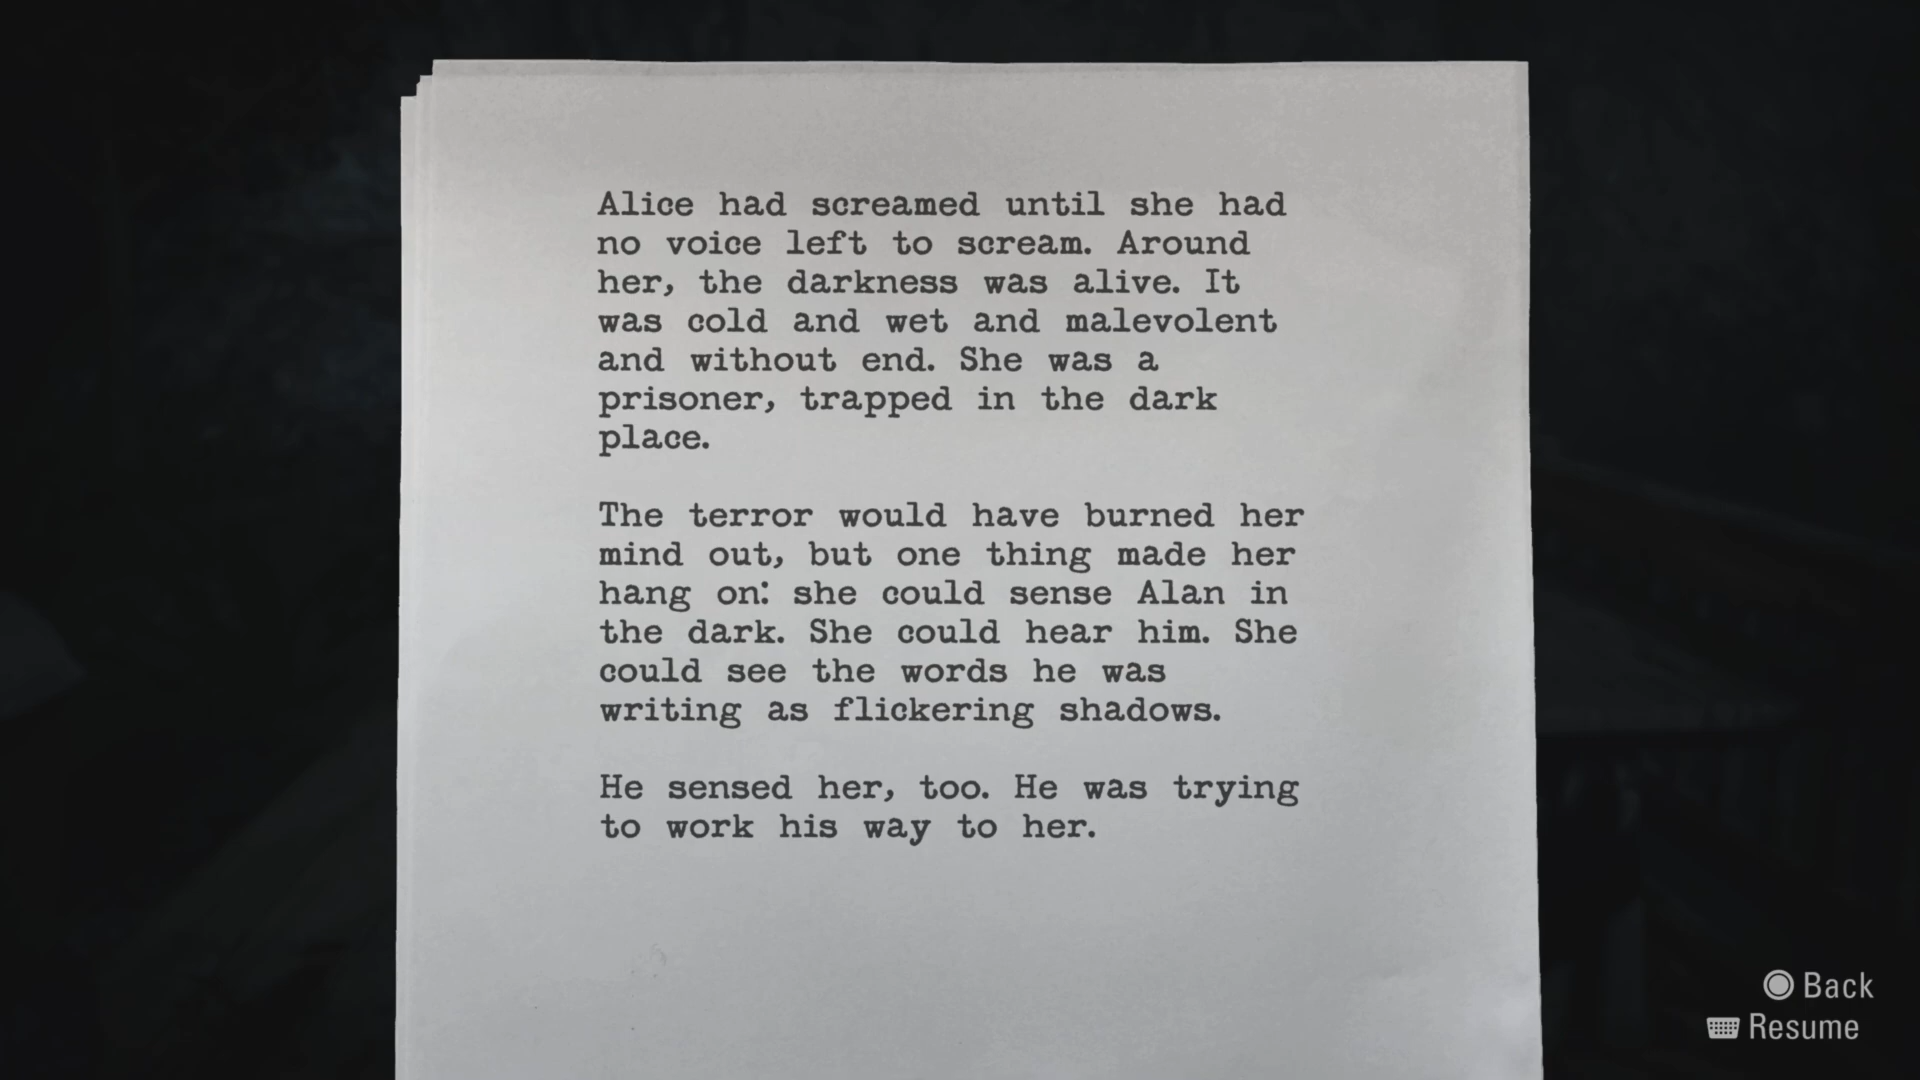 Alice had screamed until she had
no voice left to scream. Around
her, the darkness was alive. It
was cold and wet and malevolent
and without end. She was a
prisoner, trapped in the dark
place.
The terror would have burned her
mind out, but one thing made her
hang on: she could sense Alan in
the dark. She could hear him. She
could see the words he was
writing as flickering shadows.
He sensed her, too. He was trying
to work his way to her.
Back
Resume